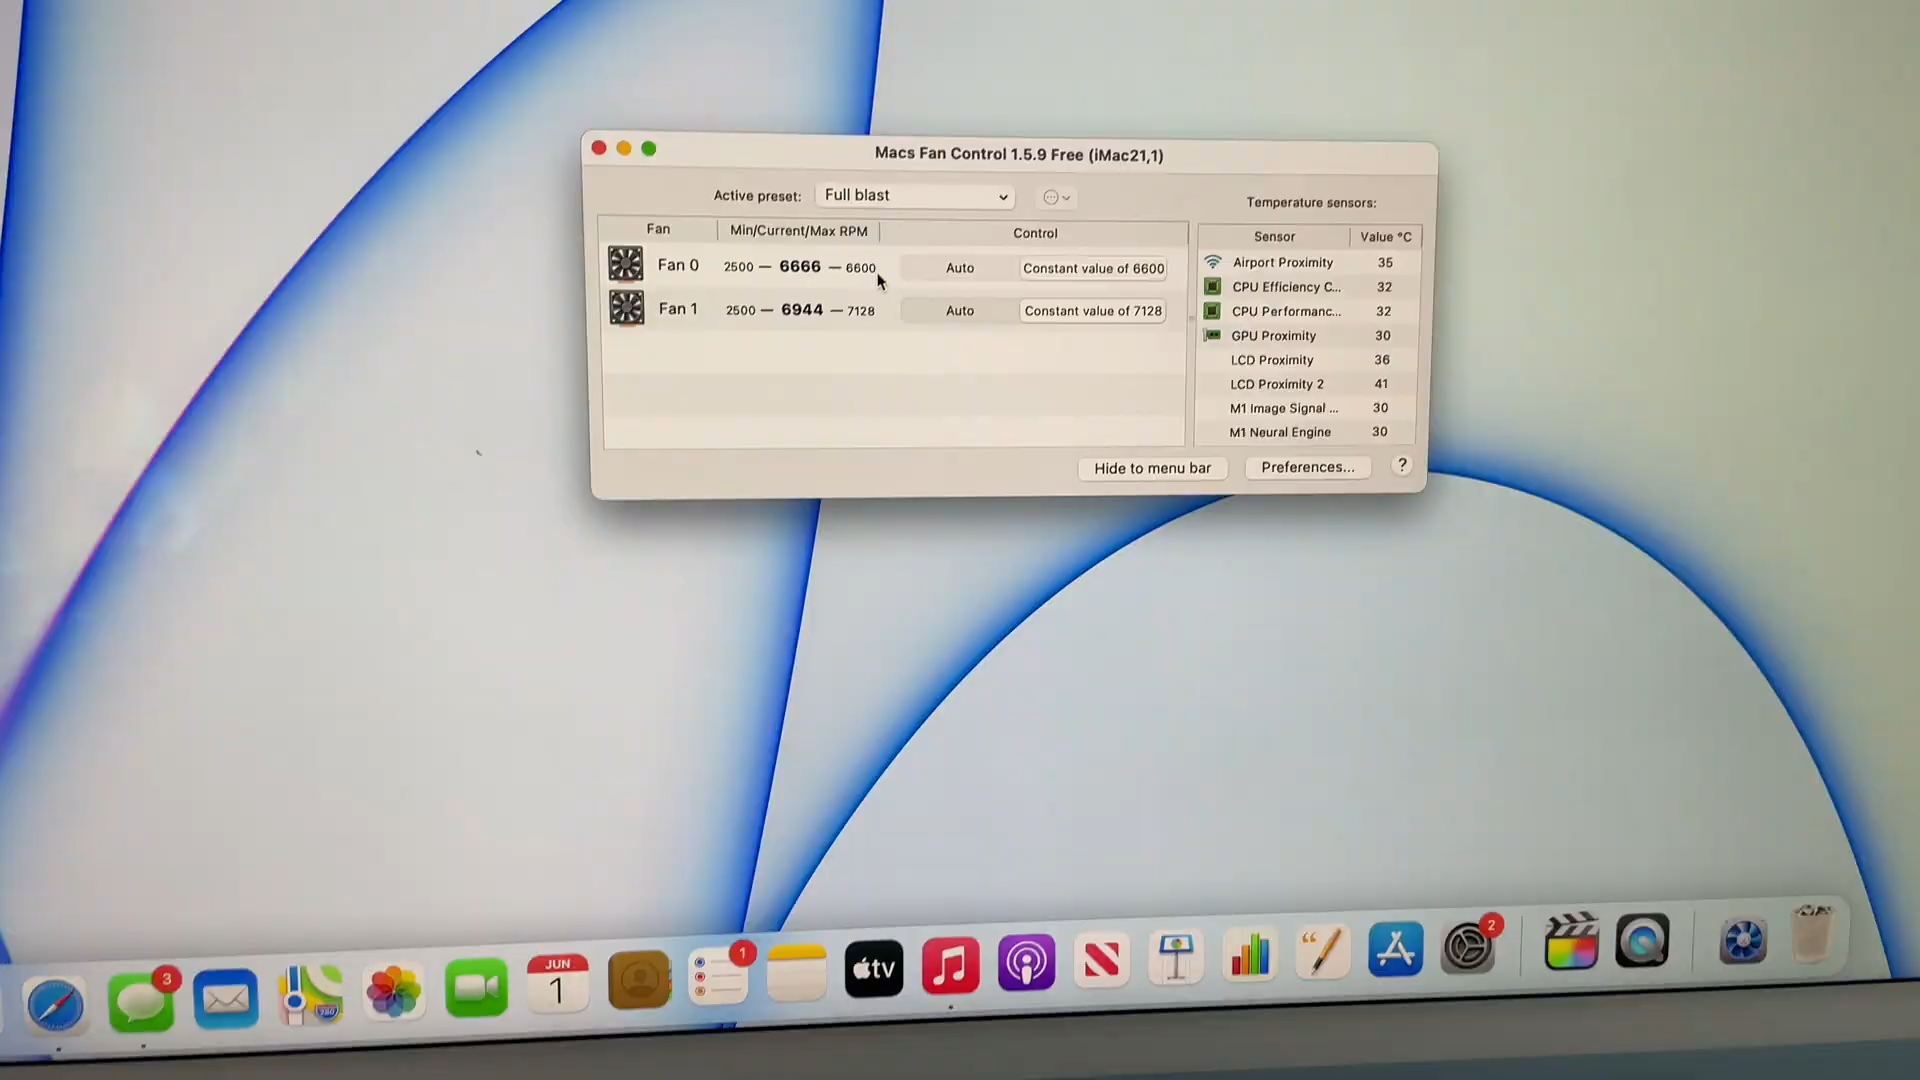 Macs Fan Control 1.5.9 Free (iMac21,1)
Active preset: Full blast
Temperature sensors:
Fan Min/Current/Max RPM Control
Fan 0 2500 — 6666 — 6600 Auto Constant value of 6600
Fan 1 2500 — 6944 — 7128 Auto Constant value of 7128
Sensor Value °C
Airport Proximity 35
CPU Efficiency C... 32
CPU Performanc... 32
GPU Proximity 30
LCD Proximity 36
LCD Proximity 2 41
M1 Image Signal ... 30
M1 Neural Engine 30
Hide to menu bar Preferences... ?
3
280
JUN
1
1
tv
2